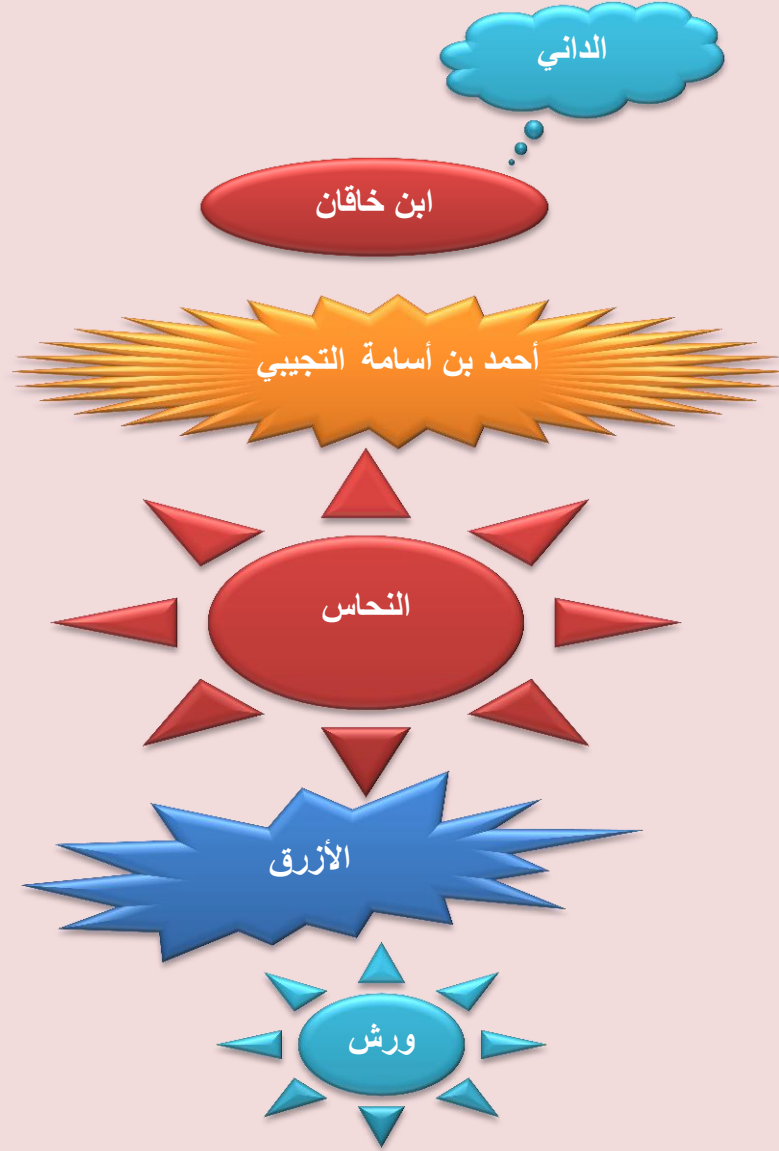 الداني
ابن خاقان
أحمد بن أسامة التجيبي
النحاس
الأزرق
ورش